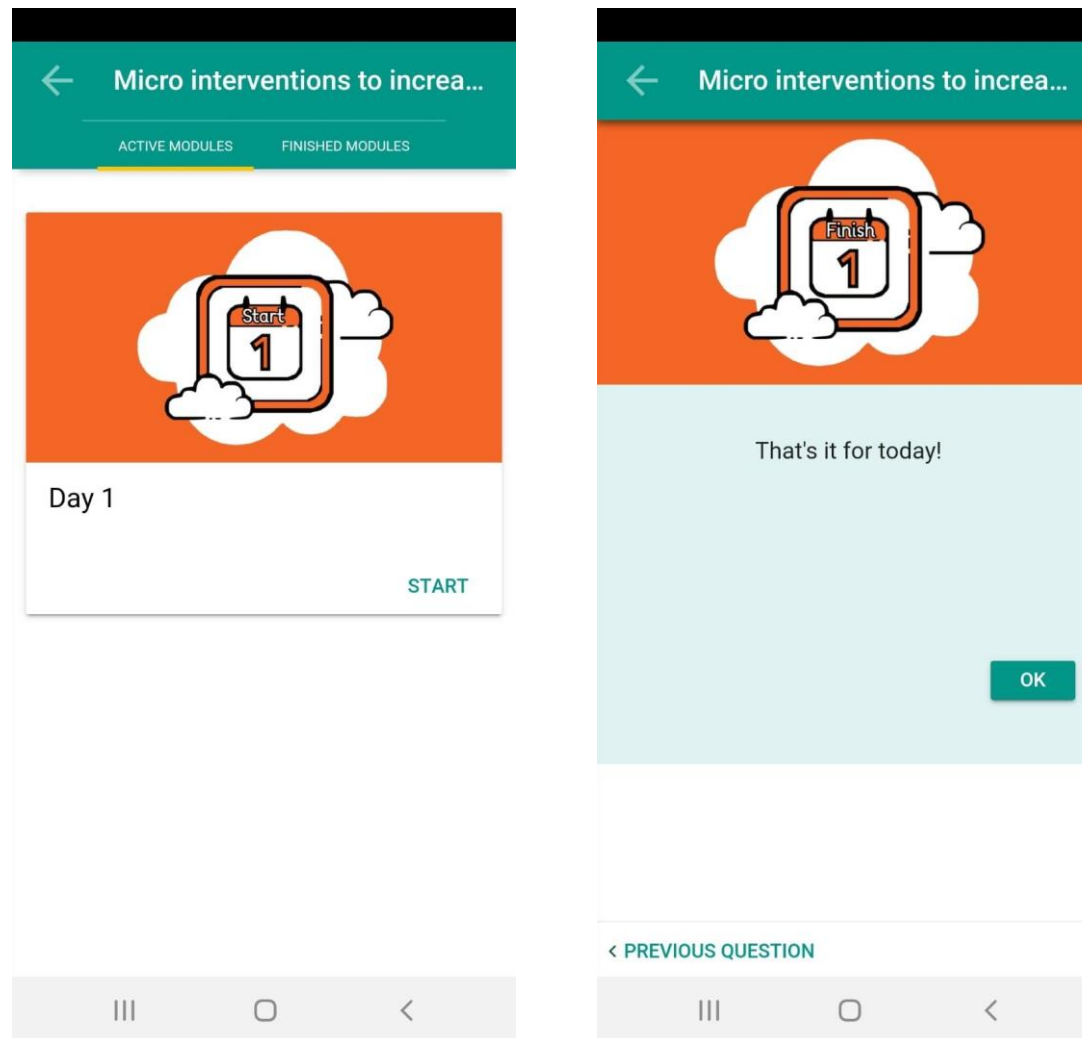 Micro interventions to increa...
ACTIVE MODULES FINISHED MODULES
Start
1
Day 1
START
Micro interventions to increa...
Finish
1
That's it for today!
OK
< PREVIOUS QUESTION